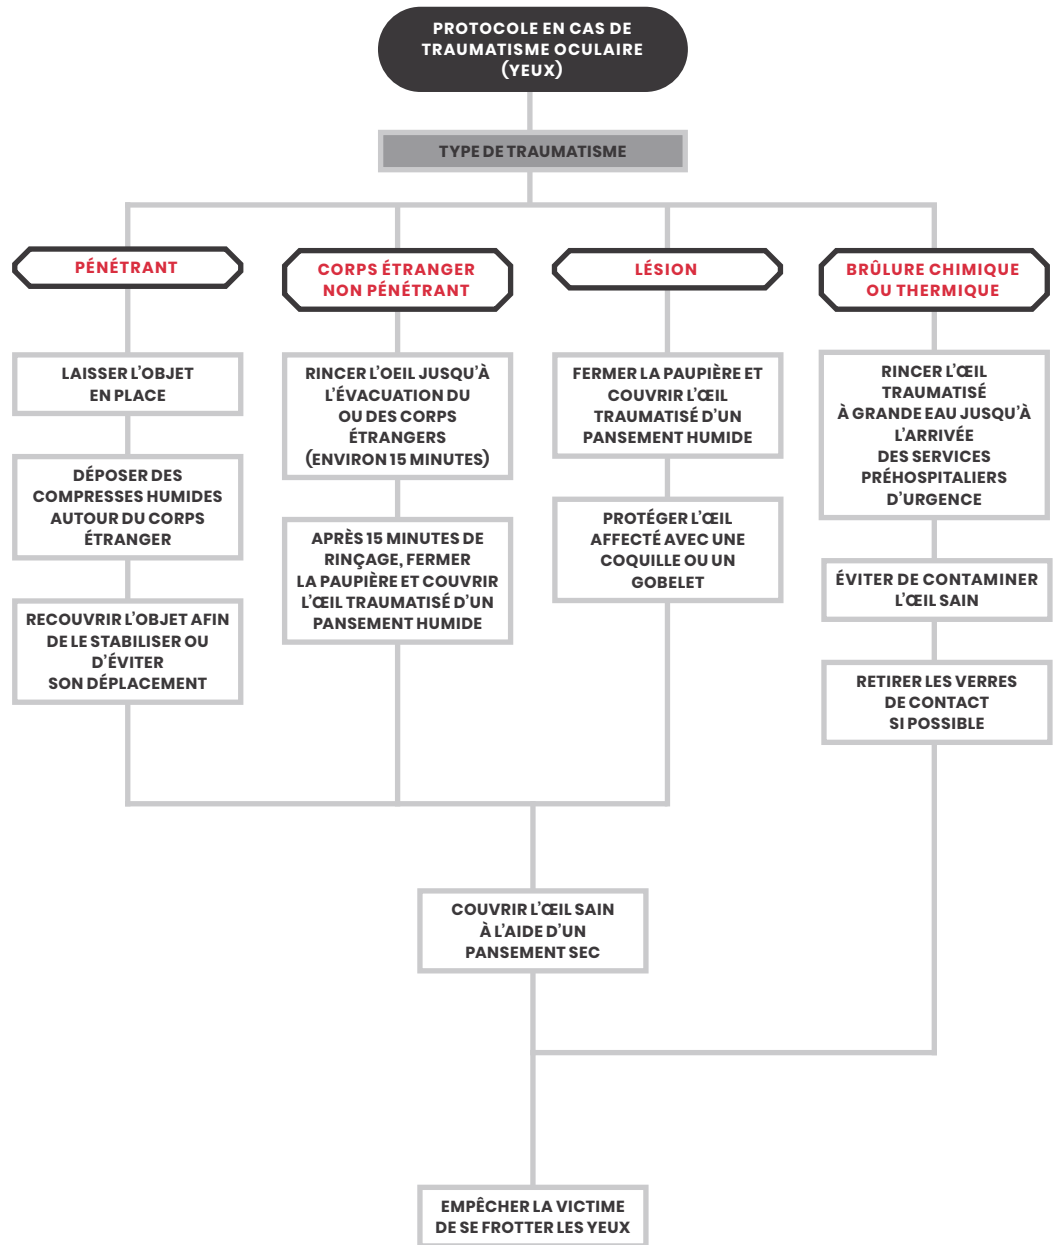 PROTOCOLE EN CAS DE
TRAUMATISME OCULAIRE
(YEUX)
TYPE DE TRAUMATISME
PÉNÉTRANT
LAISSER L’OBJET
EN PLACE
DÉPOSER DES
COMPRESSES HUMIDES
AUTOUR DU CORPS
ÉTRANGER
RECOUVRIR L’OBJET AFIN
DE LE STABILISER OU
D’ÉVITER
SON DÉPLACEMENT
CORPS ÉTRANGER
NON PÉNÉTRANT
RINCER L’OEIL JUSQU’À
L’ÉVACUATION DU
OU DES CORPS
ÉTRANGERS
(ENVIRON 15 MINUTES)
APRÈS 15 MINUTES DE
RINÇAGE, FERMER
LA PAUPIÈRE ET COUVRIR
L’ŒIL TRAUMATISÉ D’UN
PANSEMENT HUMIDE
LÉSION
FERMER LA PAUPIÈRE ET
COUVRIR L’ŒIL
TRAUMATISÉ D’UN
PANSEMENT HUMIDE
PROTÉGER L’ŒIL
AFFECTÉ AVEC UNE
COQUILLE OU UN
GOBELET
BRÛLURE CHIMIQUE
OU THERMIQUE
RINCER L’ŒIL
TRAUMATISÉ
À GRANDE EAU JUSQU’À
L’ARRIVÉE
DES SERVICES
PRÉHOSPITALIERS
D’URGENCE
ÉVITER DE CONTAMINER
L’ŒIL SAIN
RETIRER LES VERRES
DE CONTACT
SI POSSIBLE
COUVRIR L’ŒIL SAIN
À L’AIDE D’UN
PANSEMENT SEC
EMPÊCHER LA VICTIME
DE SE FROTTER LES YEUX